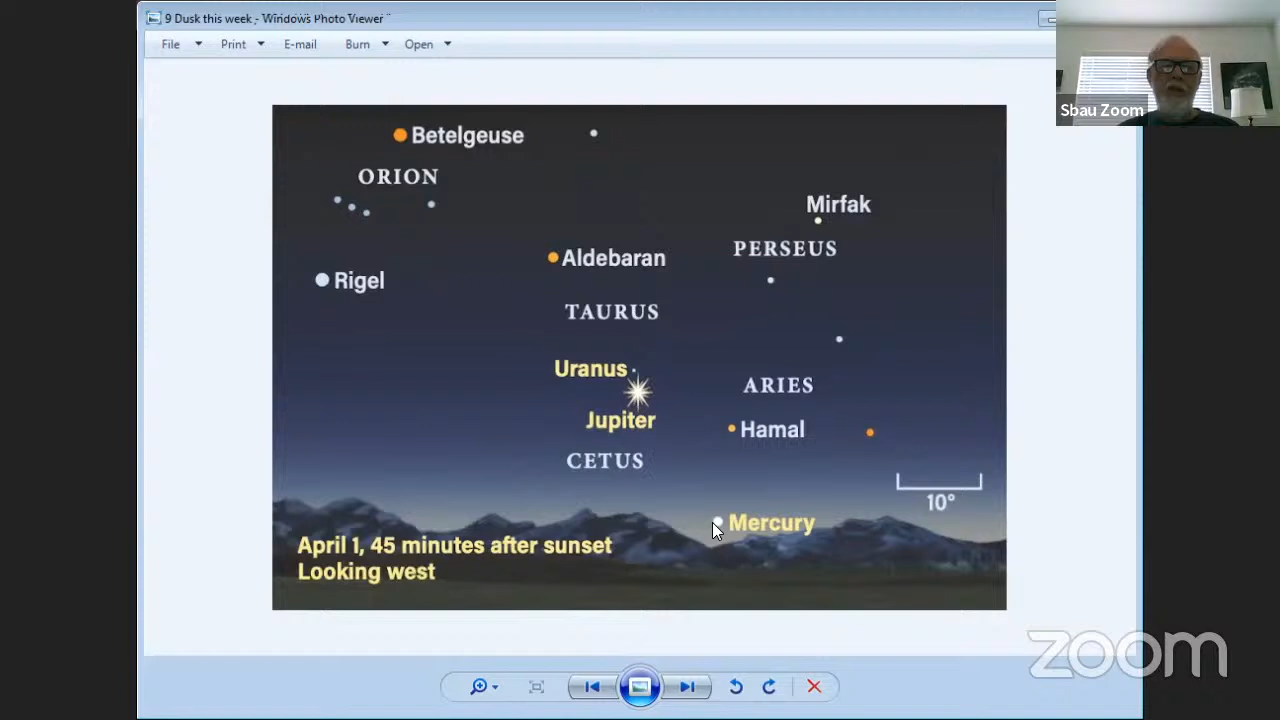 9 Dusk this week - Windows Photo Viewer
File Print E-mail Burn Open
Sbau Zoom
Betelgeuse
ORION
Mirfak
PERSEUS
Aldebaran
Rigel
TAURUS
Uranus
ARIES
Jupiter
Hamal
CETUS
10°
Mercury
April 1, 45 minutes after sunset
Looking west
zoom